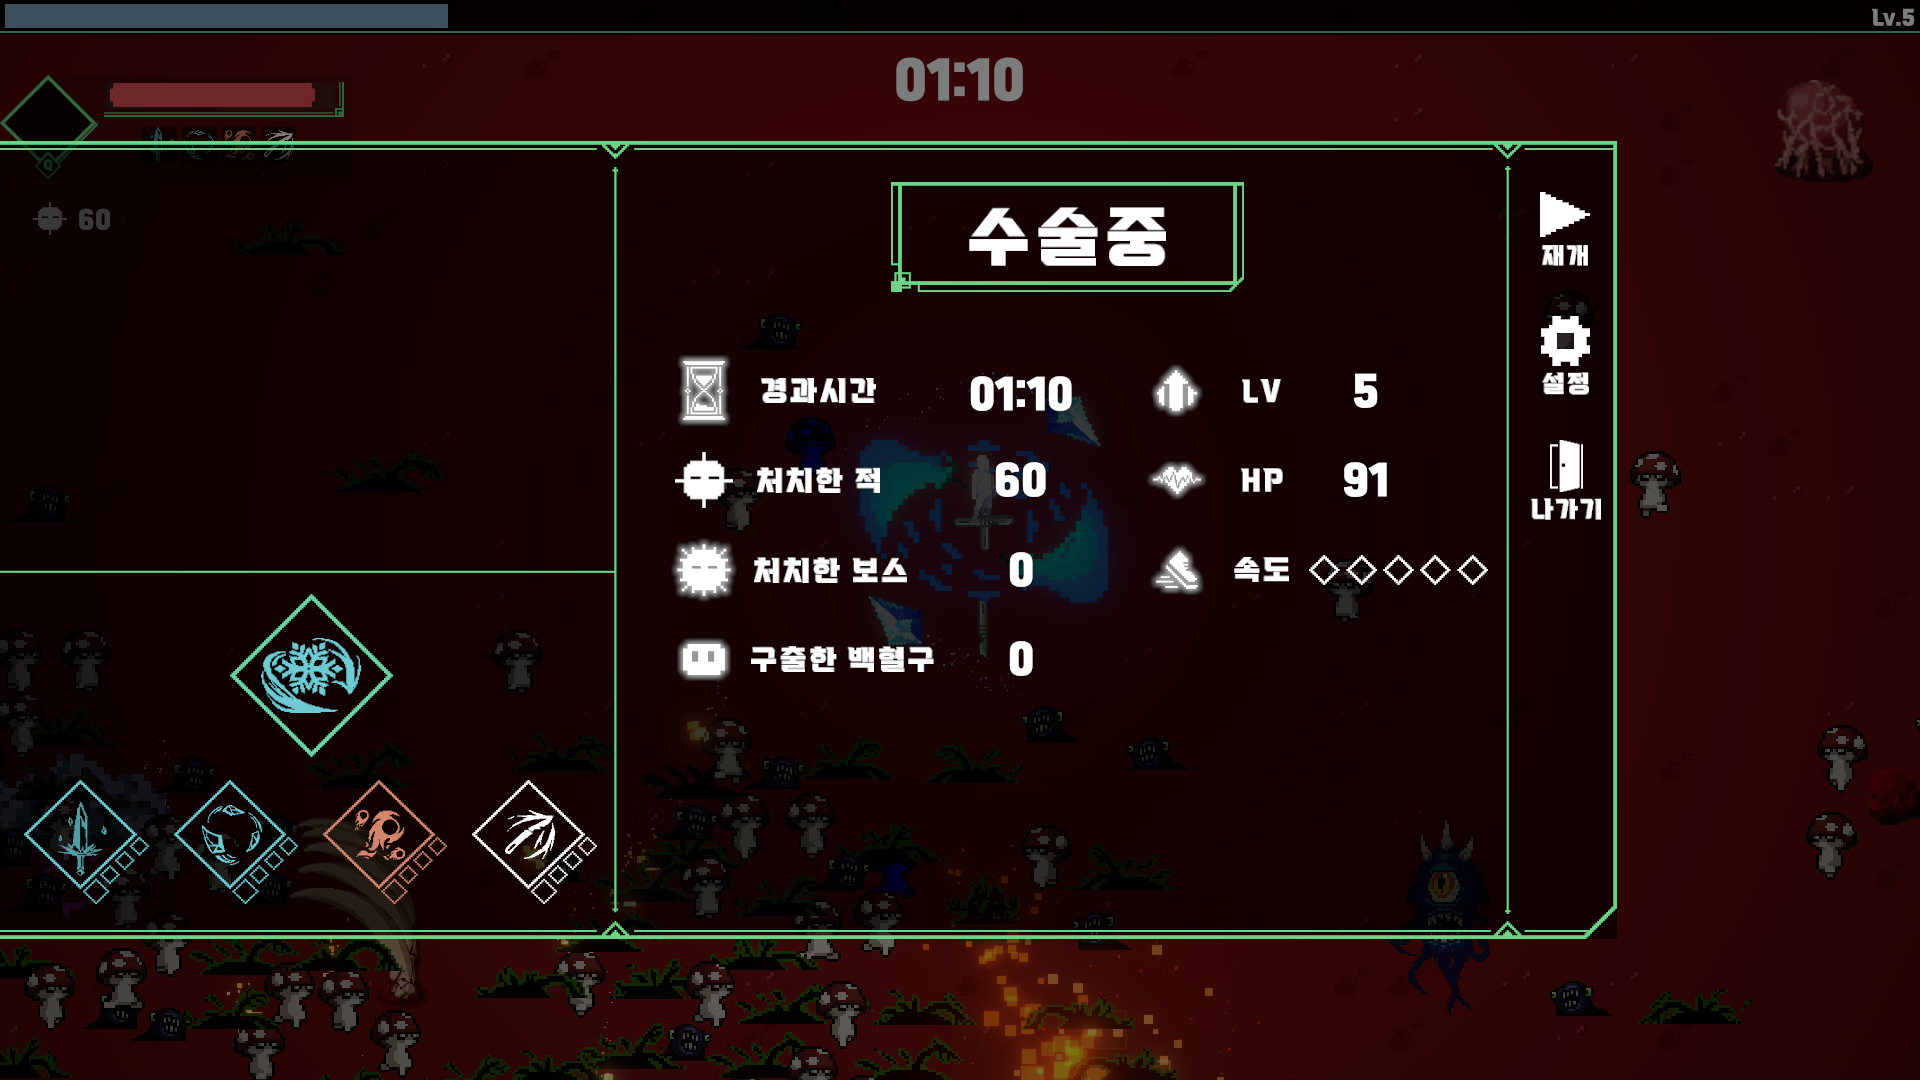 Lv.5
01:10
Q
60
수술중
경과시간 01:10
LV 5
처치한 적 60
HP 91
처치한 보스 0
속도
구출한 백혈구 0
재개
설정
나가기